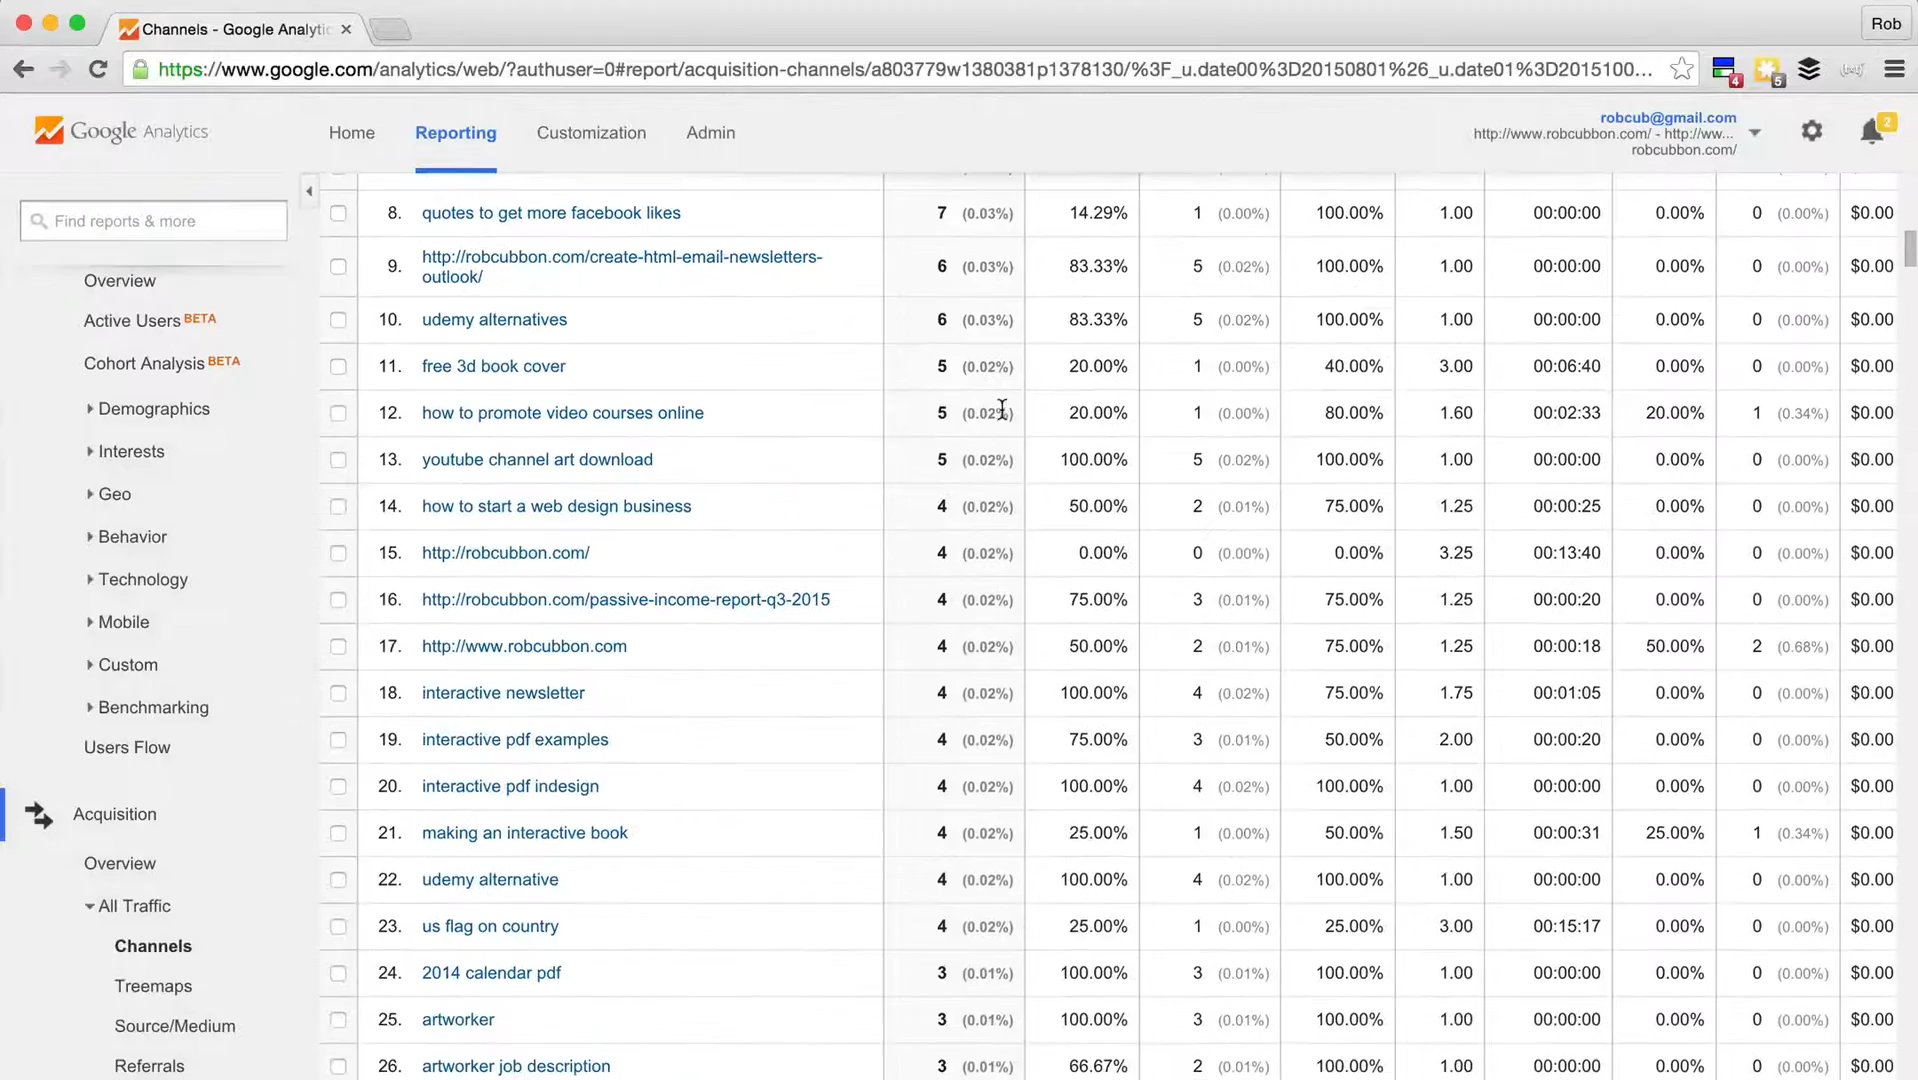 Channels - Google Analytic
Rob
https://www.google.com/analytics/web/?authuser=0#report/acquisition-channels/a803779w1380381p1378130/%3F_u.date00%3D20150801%26_u.date01%3D2015100...
4
5
Google Analytics
Home
Reporting
Customization
Admin
robcub@gmail.com
http://www.robcubbon.com/ - http://ww...
robcubbon.com/
2
Find reports & more
Overview
Active Users BETA
Cohort Analysis BETA
Demographics
Interests
Geo
Behavior
Technology
Mobile
Custom
Benchmarking
Users Flow
Acquisition
Overview
All Traffic
Channels
Treemaps
Source/Medium
Referrals
8. quotes to get more facebook likes 7 (0.03%) 14.29% 1 (0.00%) 100.00% 1.00 00:00:00 0.00% 0 (0.00%) $0.00
9. http://robcubbon.com/create-html-email-newsletters-
outlook/ 6 (0.03%) 83.33% 5 (0.02%) 100.00% 1.00 00:00:00 0.00% 0 (0.00%) $0.00
10. udemy alternatives 6 (0.03%) 83.33% 5 (0.02%) 100.00% 1.00 00:00:00 0.00% 0 (0.00%) $0.00
11. free 3d book cover 5 (0.02%) 20.00% 1 (0.00%) 40.00% 3.00 00:06:40 0.00% 0 (0.00%) $0.00
12. how to promote video courses online 5 (0.02%) 20.00% 1 (0.00%) 80.00% 1.60 00:02:33 20.00% 1 (0.34%) $0.00
13. youtube channel art download 5 (0.02%) 100.00% 5 (0.02%) 100.00% 1.00 00:00:00 0.00% 0 (0.00%) $0.00
14. how to start a web design business 4 (0.02%) 50.00% 2 (0.01%) 75.00% 1.25 00:00:25 0.00% 0 (0.00%) $0.00
15. http://robcubbon.com/ 4 (0.02%) 0.00% 0 (0.00%) 0.00% 3.25 00:13:40 0.00% 0 (0.00%) $0.00
16. http://robcubbon.com/passive-income-report-q3-2015 4 (0.02%) 75.00% 3 (0.01%) 75.00% 1.25 00:00:20 0.00% 0 (0.00%) $0.00
17. http://www.robcubbon.com 4 (0.02%) 50.00% 2 (0.01%) 75.00% 1.25 00:00:18 50.00% 2 (0.68%) $0.00
18. interactive newsletter 4 (0.02%) 100.00% 4 (0.02%) 75.00% 1.75 00:01:05 0.00% 0 (0.00%) $0.00
19. interactive pdf examples 4 (0.02%) 75.00% 3 (0.01%) 50.00% 2.00 00:00:20 0.00% 0 (0.00%) $0.00
20. interactive pdf indesign 4 (0.02%) 100.00% 4 (0.02%) 100.00% 1.00 00:00:00 0.00% 0 (0.00%) $0.00
21. making an interactive book 4 (0.02%) 25.00% 1 (0.00%) 50.00% 1.50 00:00:31 25.00% 1 (0.34%) $0.00
22. udemy alternative 4 (0.02%) 100.00% 4 (0.02%) 100.00% 1.00 00:00:00 0.00% 0 (0.00%) $0.00
23. us flag on country 4 (0.02%) 25.00% 1 (0.00%) 25.00% 3.00 00:15:17 0.00% 0 (0.00%) $0.00
24. 2014 calendar pdf 3 (0.01%) 100.00% 3 (0.01%) 100.00% 1.00 00:00:00 0.00% 0 (0.00%) $0.00
25. artworker 3 (0.01%) 100.00% 3 (0.01%) 100.00% 1.00 00:00:00 0.00% 0 (0.00%) $0.00
26. artworker job description 3 (0.01%) 66.67% 2 (0.01%) 100.00% 1.00 00:00:00 0.00% 0 (0.00%) $0.00